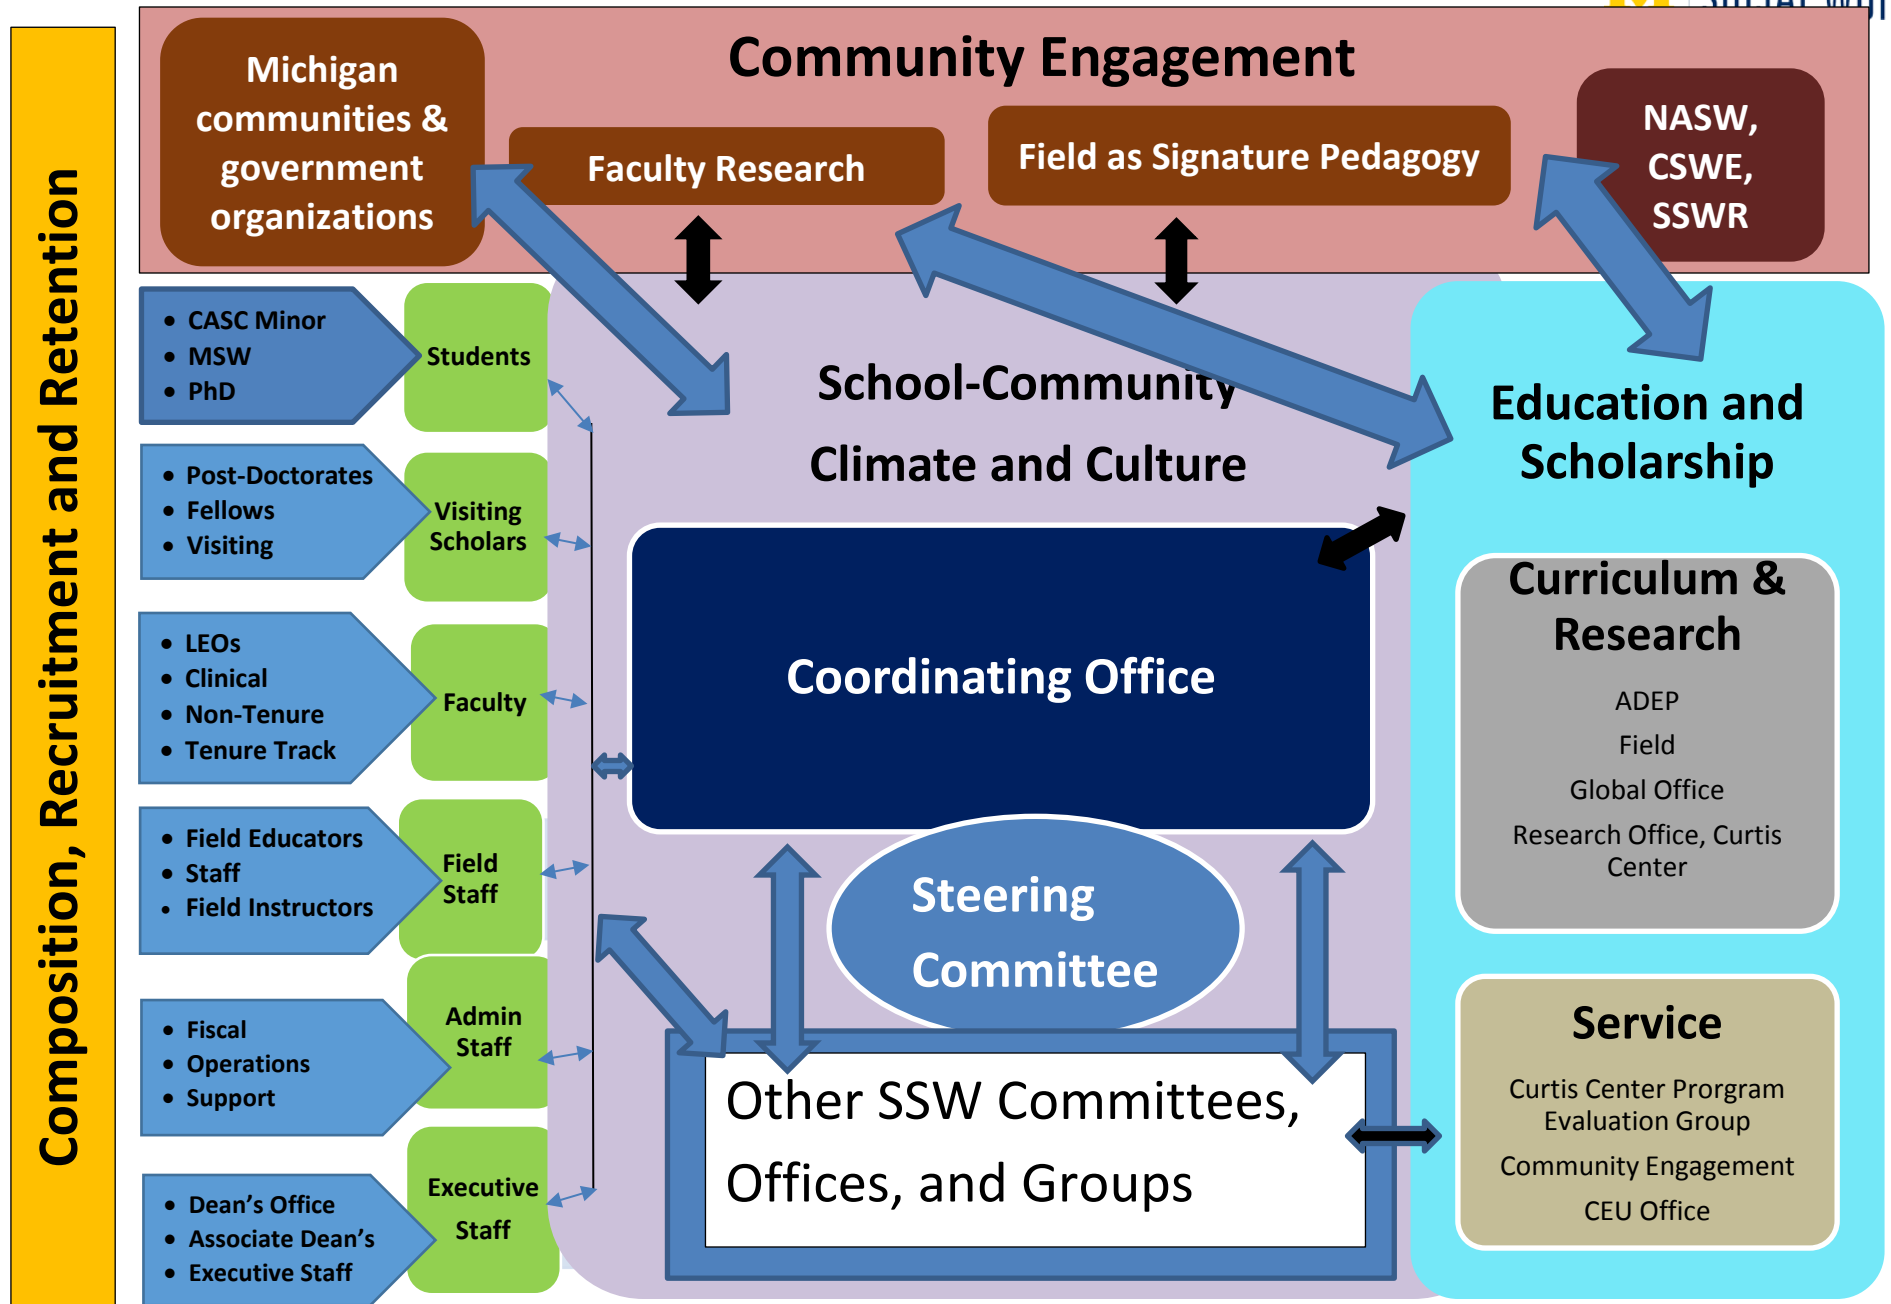 Composition, Recruitment and Retention
Community Engagement
Michigan
communities &
government
organizations
Faculty Research
Field as Signature Pedagogy
NASW,
CSWE,
SSWR
• CASC Minor
• MSW
• PhD
Students
• Post-Doctorates
• Fellows
• Visiting
Visiting
Scholars
• LEOs
• Clinical
• Non-Tenure
• Tenure Track
Faculty
• Field Educators
• Staff
• Field Instructors
Field
Staff
• Fiscal
• Operations
• Support
Admin
Staff
• Dean’s Office
• Associate Dean’s
• Executive Staff
Executive
Staff
School-Community
Climate and Culture
Coordinating Office
Steering
Committee
Other SSW Committees,
Offices, and Groups
Education and
Scholarship
Curriculum &
Research
ADEP
Field
Global Office
Research Office, Curtis
Center
Service
Curtis Center Prorgram
Evaluation Group
Community Engagement
CEU Office